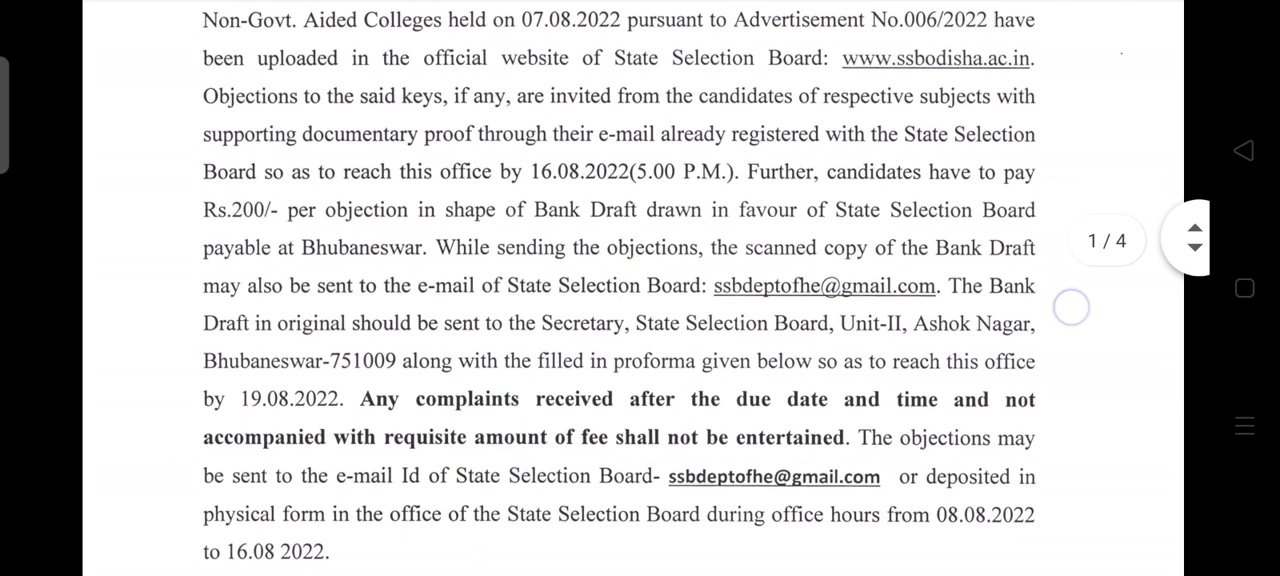 Non-Govt. Aided Colleges held on 07.08.2022 pursuant to Advertisement No.006/2022 have
been uploaded in the official website of State Selection Board: www.ssbodisha.ac.in.
Objections to the said keys, if any, are invited from the candidates of respective subjects with
supporting documentary proof through their e-mail already registered with the State Selection
Board so as to reach this office by 16.08.2022(5.00 P.M.). Further, candidates have to pay
Rs.200/- per objection in shape of Bank Draft drawn in favour of State Selection Board
payable at Bhubaneswar. While sending the objections, the scanned copy of the Bank Draft
may also be sent to the e-mail of State Selection Board: ssbdeptofhe@gmail.com. The Bank
Draft in original should be sent to the Secretary, State Selection Board, Unit-II, Ashok Nagar,
Bhubaneswar-751009 along with the filled in proforma given below so as to reach this office
by 19.08.2022. Any complaints received after the due date and time and not
accompanied with requisite amount of fee shall not be entertained. The objections may
be sent to the e-mail Id of State Selection Board- ssbdeptofhe@gmail.com or deposited in
physical form in the office of the State Selection Board during office hours from 08.08.2022
to 16.08 2022.
1 / 4